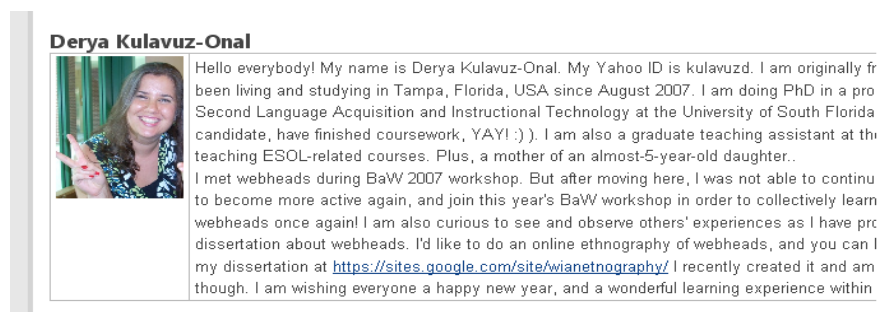 Derya Kulavuz-Onal
Hello everybody! My name is Derya Kulavuz-Onal. My Yahoo ID is kulavuzd. I am originally fr
been living and studying in Tampa, Florida, USA since August 2007. I am doing PhD in a pro
Second Language Acquisition and Instructional Technology at the University of South Florida
candidate, have finished coursework, YAY! :) ). I am also a graduate teaching assistant at the
teaching ESOL-related courses. Plus, a mother of an almost-5-year-old daughter..
I met webheads during BaW 2007 workshop. But after moving here, I was not able to continu
to become more active again, and join this year's BaW workshop in order to collectively learn
webheads once again! I am also curious to see and observe others' experiences as I have pro
dissertation about webheads. I'd like to do an online ethnography of webheads, and you can
my dissertation at https://sites.google.com/site/wianetnography/ I recently created it and am
though. I am wishing everyone a happy new year, and a wonderful learning experience within